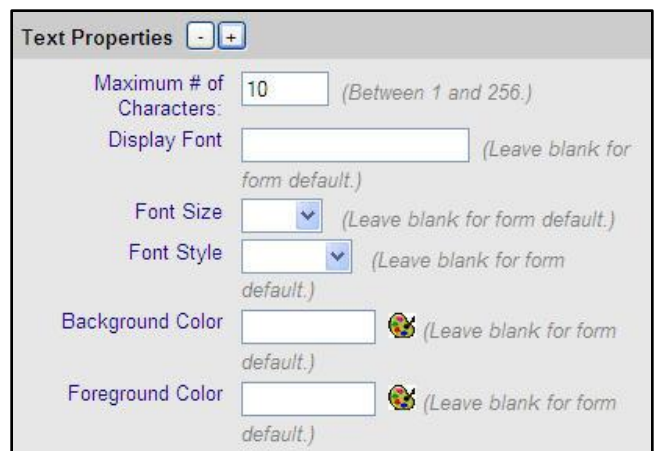 Text Properties - +
Maximum # of 10 (Between 1 and 256.)
Characters:
Display Font (Leave blank for
form default.)
Font Size (Leave blank for form default.)
Font Style (Leave blank for form
default.)
Background Color (Leave blank for form
default.)
Foreground Color (Leave blank for form
default.)